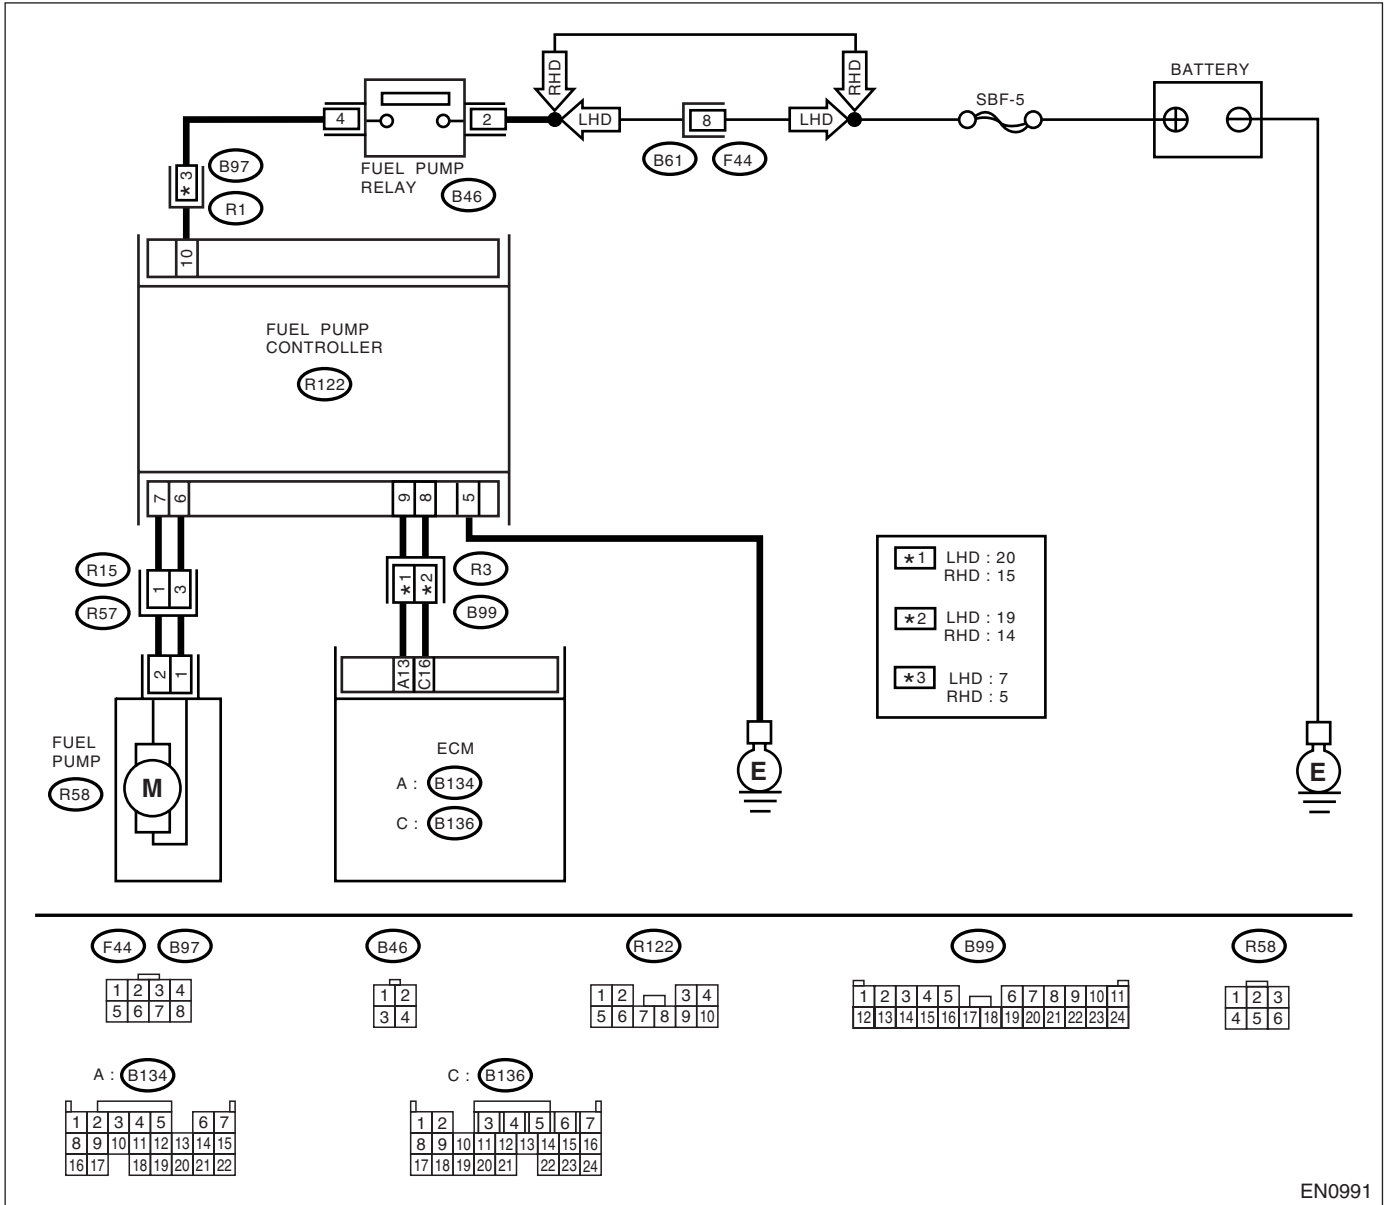 BATTERY
SBF-5
RHD
RHD
LHD
8
LHD
4
2
FUEL PUMP
RELAY
B46
B61
F44
*3
B97
R1
10
FUEL PUMP
CONTROLLER
R122
7 6 9 8 5
R15
1 3
R57
*1 *2
R3
B99
2 1
A13 C16
FUEL
PUMP
R58
M
ECM
A : B134
C : B136
E
E
*1 LHD : 20
RHD : 15
*2 LHD : 19
RHD : 14
*3 LHD : 7
RHD : 5
F44 B97
1 2 3 4
5 6 7 8
B46
1 2
3 4
R122
1 2 3 4
5 6 7 8 9 10
B99
1 2 3 4 5 6 7 8 9 10 11
12 13 14 15 16 17 18 19 20 21 22 23 24
R58
1 2 3
4 5 6
A : B134
1 2 3 4 5 6 7
8 9 10 11 12 13 14 15
16 17 18 19 20 21 22
C : B136
1 2 3 4 5 6 7
8 9 10 11 12 13 14 15 16
17 18 19 20 21 22 23 24
EN0991